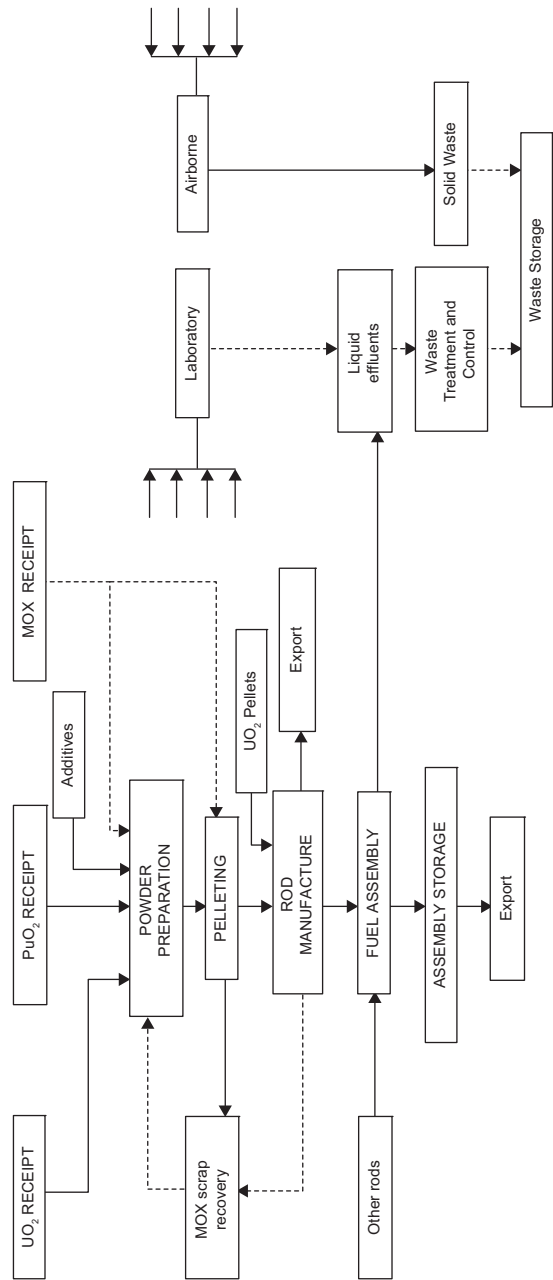 UO₂ RECEIPT
PuO₂ RECEIPT
Additives
MOX RECEIPT
POWDER
PREPARATION
PELLETING
MOX scrap
recovery
UO₂ Pellets
ROD
MANUFACTURE
Export
Other rods
FUEL ASSEMBLY
ASSEMBLY STORAGE
Export
Laboratory
Airborne
Liquid
effluents
Solid Waste
Waste
Treatment and
Control
Waste Storage